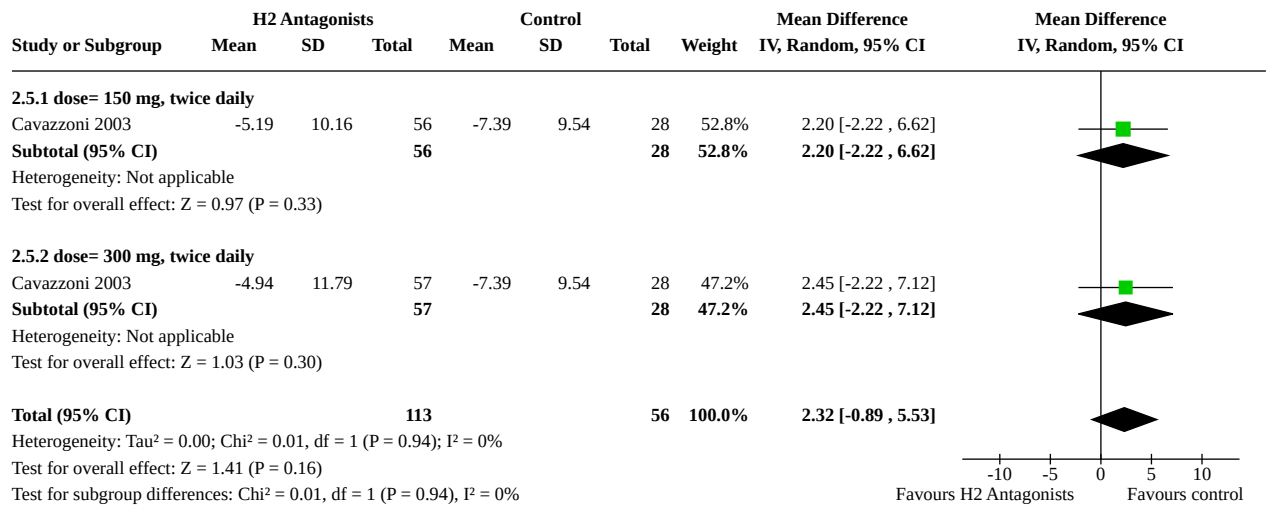 H2 Antagonists Control Mean Difference Mean Difference
Study or Subgroup Mean SD Total Mean SD Total Weight IV, Random, 95% CI IV, Random, 95% CI
2.5.1 dose= 150 mg, twice daily
Cavazzoni 2003 -5.19 10.16 56 -7.39 9.54 28 52.8% 2.20 [-2.22 , 6.62]
Subtotal (95% CI) 56 28 52.8% 2.20 [-2.22 , 6.62]
Heterogeneity: Not applicable
Test for overall effect: Z = 0.97 (P = 0.33)
2.5.2 dose= 300 mg, twice daily
Cavazzoni 2003 -4.94 11.79 57 -7.39 9.54 28 47.2% 2.45 [-2.22 , 7.12]
Subtotal (95% CI) 57 28 47.2% 2.45 [-2.22 , 7.12]
Heterogeneity: Not applicable
Test for overall effect: Z = 1.03 (P = 0.30)
Total (95% CI) 113 56 100.0% 2.32 [-0.89 , 5.53]
Heterogeneity: Tau² = 0.00; Chi² = 0.01, df = 1 (P = 0.94); I² = 0%
Test for overall effect: Z = 1.41 (P = 0.16)
-10 -5 0 5 10
Test for subgroup differences: Chi² = 0.01, df = 1 (P = 0.94), I² = 0% Favours H2 Antagonists Favours control